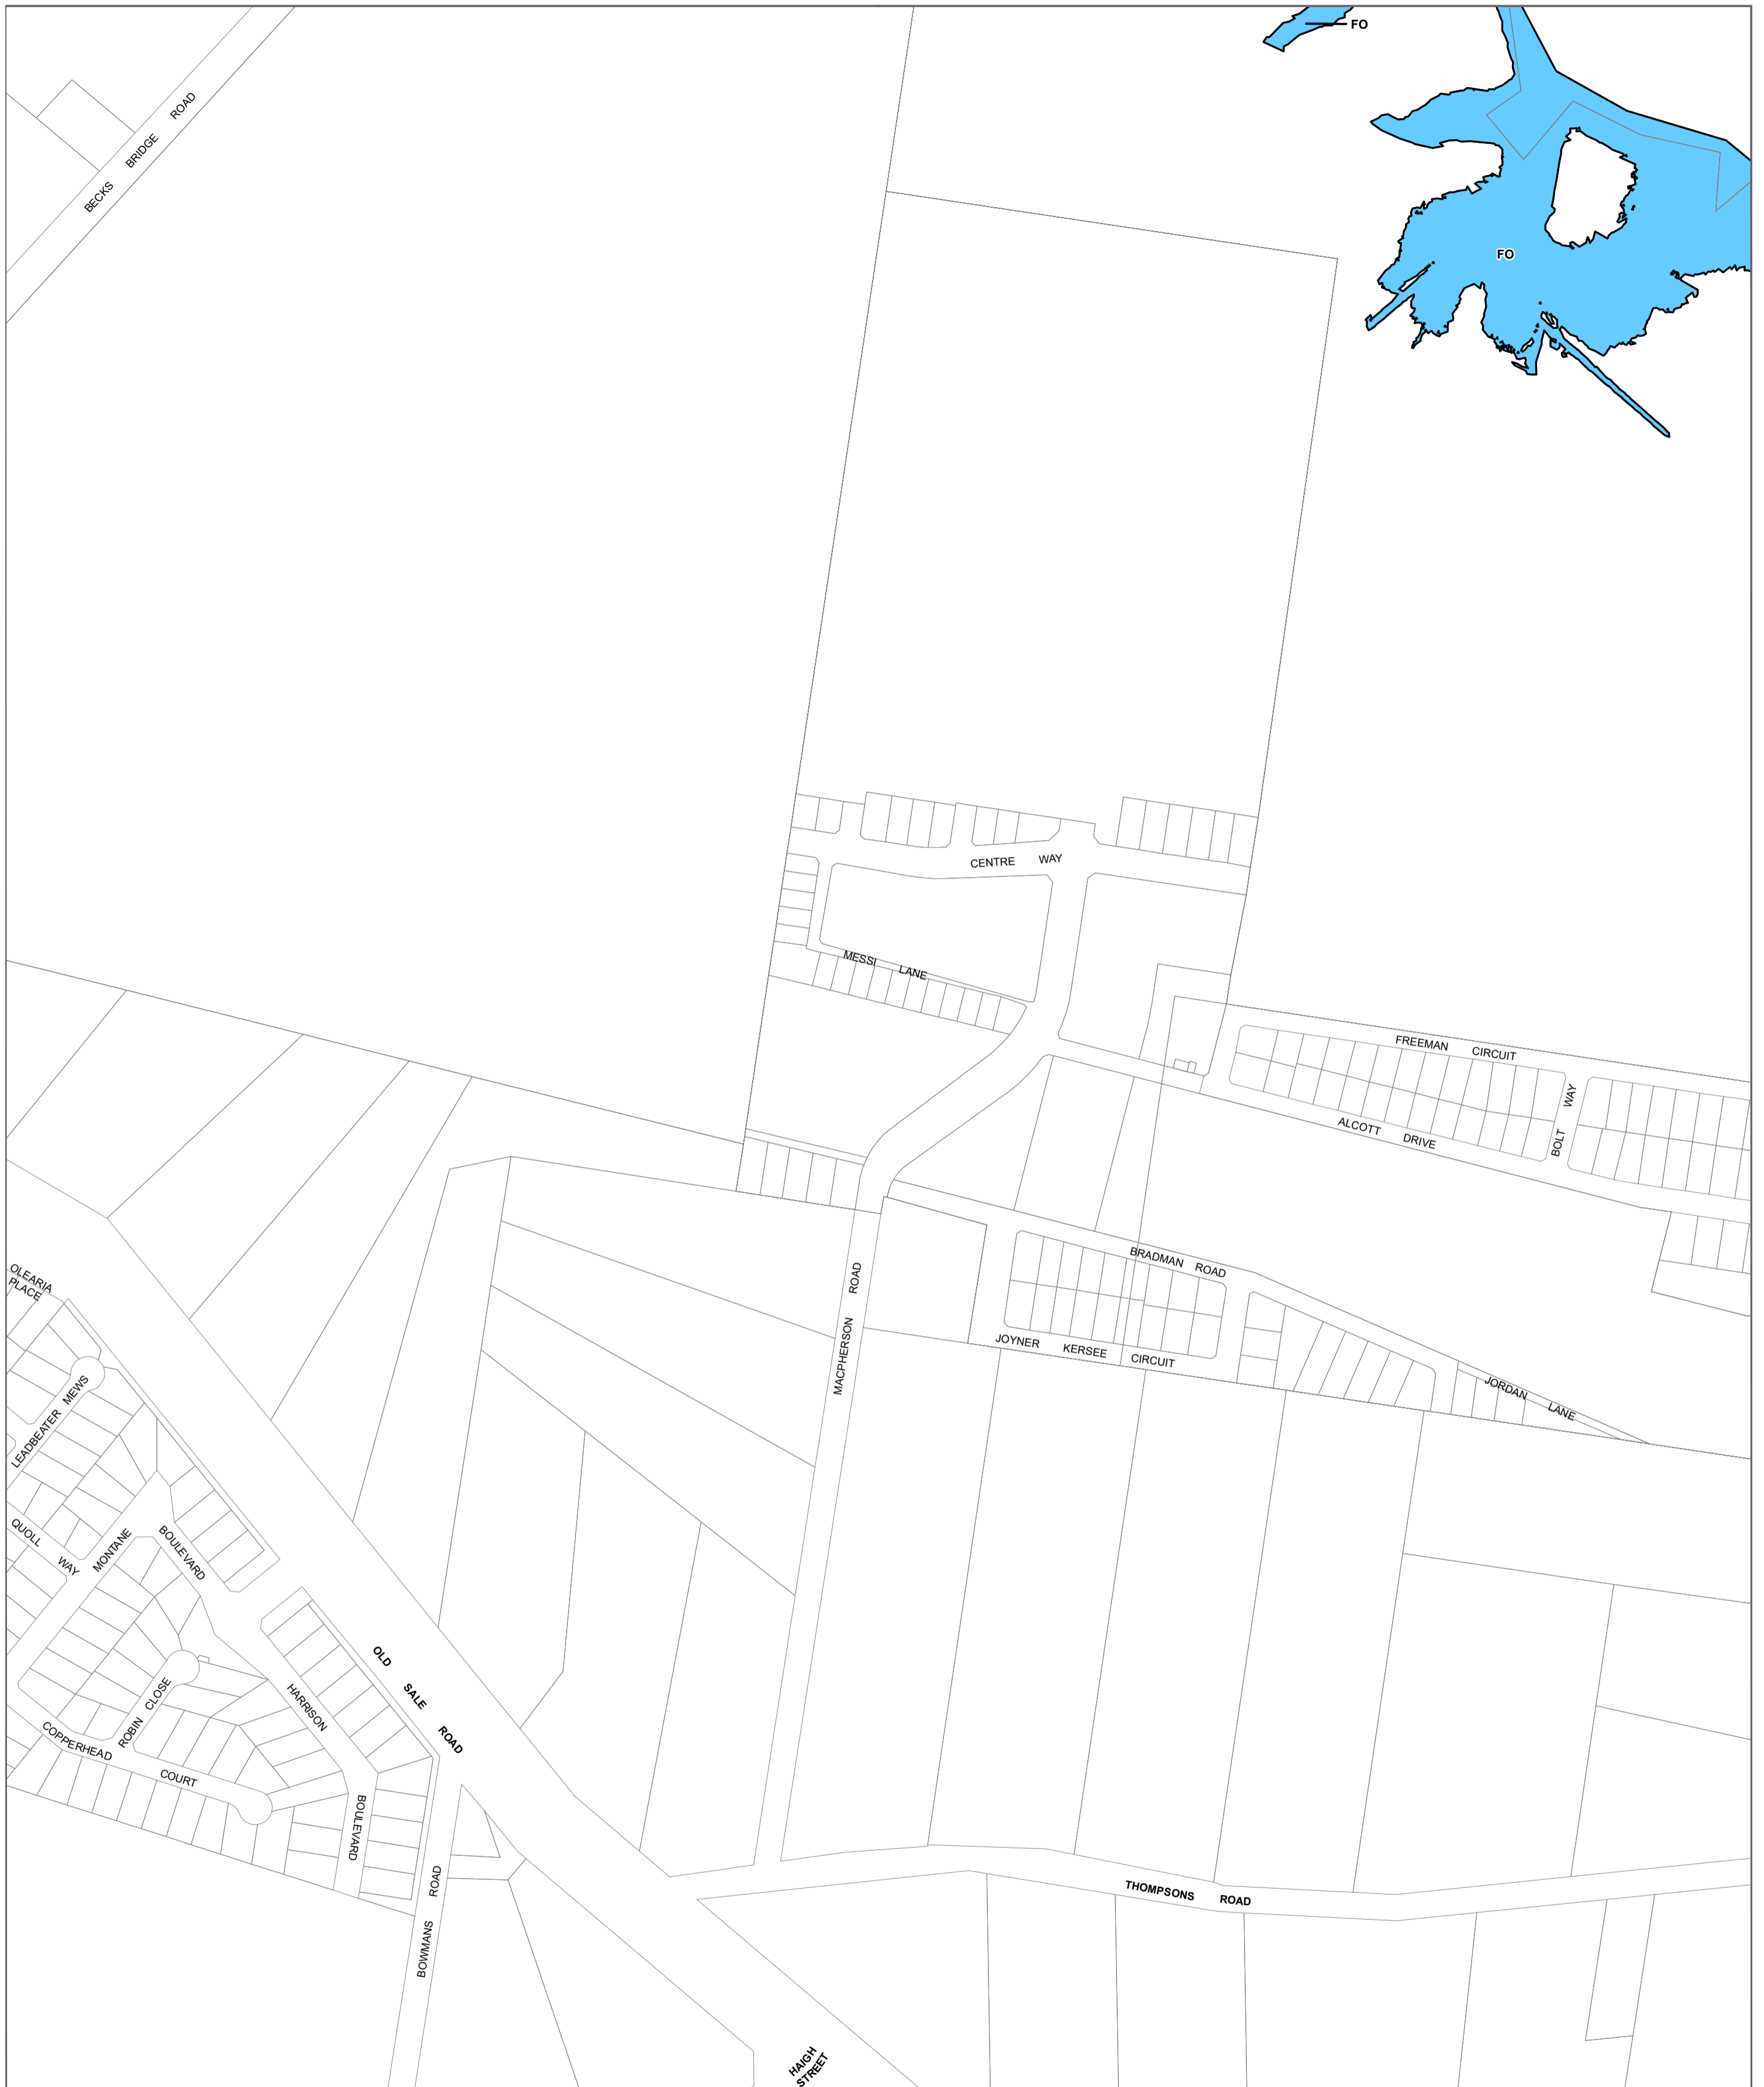 FO
BECKS BRIDGE ROAD
FO
CENTRE WAY
MESSI LANE
FREEMAN CIRCUIT
BOLT WAY
ALCOTT DRIVE
BRADMAN ROAD
MACPHERSON ROAD
JOYNER KERSEE CIRCUIT
JORDAN LANE
OLEARIA
PLACE
LEADBEATER MEWS
QUOLL WAY
MONTANE
BOULEVARD
OLD SALE ROAD
ROBIN CLOSE
HARRISON
BOULEVARD
COPPERHEAD COURT
BOWMANS ROAD
THOMPSONS ROAD
HAIGH
STREET